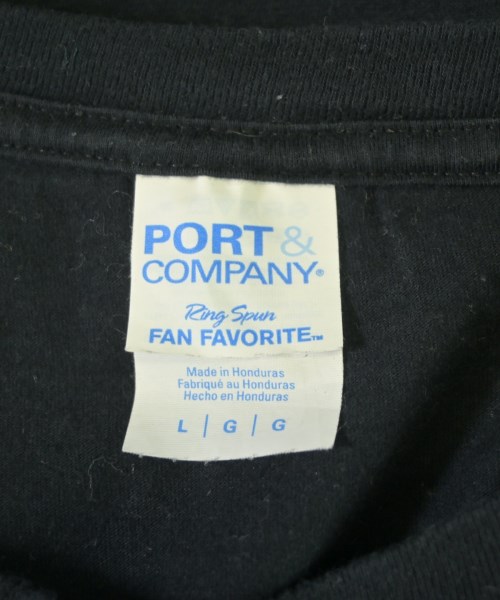 PORT &
COMPANY®
Ring Spun
FAN FAVORITE™
Made in Honduras
Fabriqué au Honduras
Hecho en Honduras
L | G | G